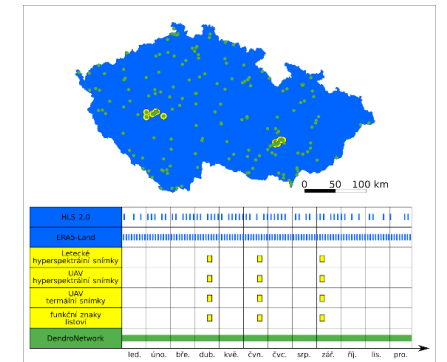 0 50 100 km
HLS 2.0
ERA5-Land
Letecké
hyperspektrální snímky
UAV
hyperspektrální snímky
UAV
termální snímky
funkční znaky
listoví
DendroNetwork
led. úno. bře. dub. kvě. čvn. čvc. srp. zář. říj. lis. pro.